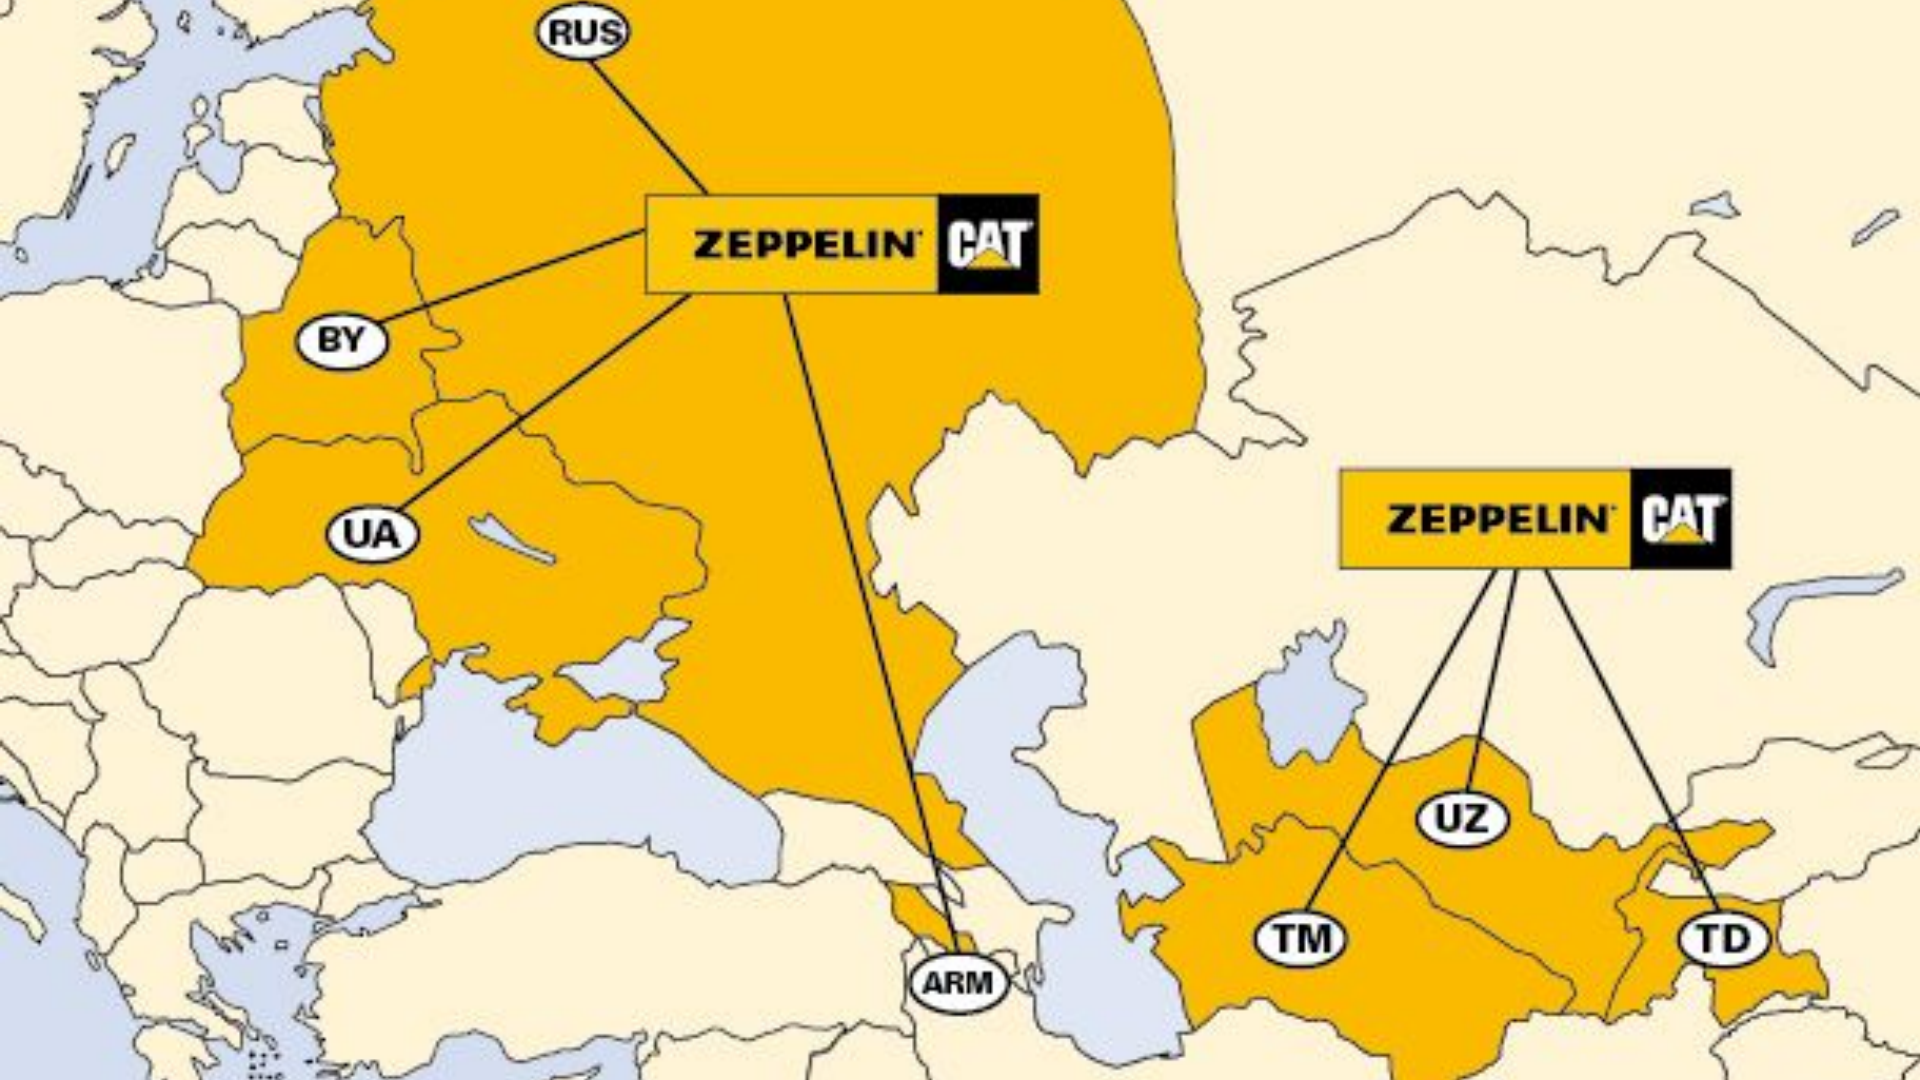 RUS
ZEPPELIN CAT
BY
UA
ZEPPELIN CAT
UZ
TM
TD
ARM